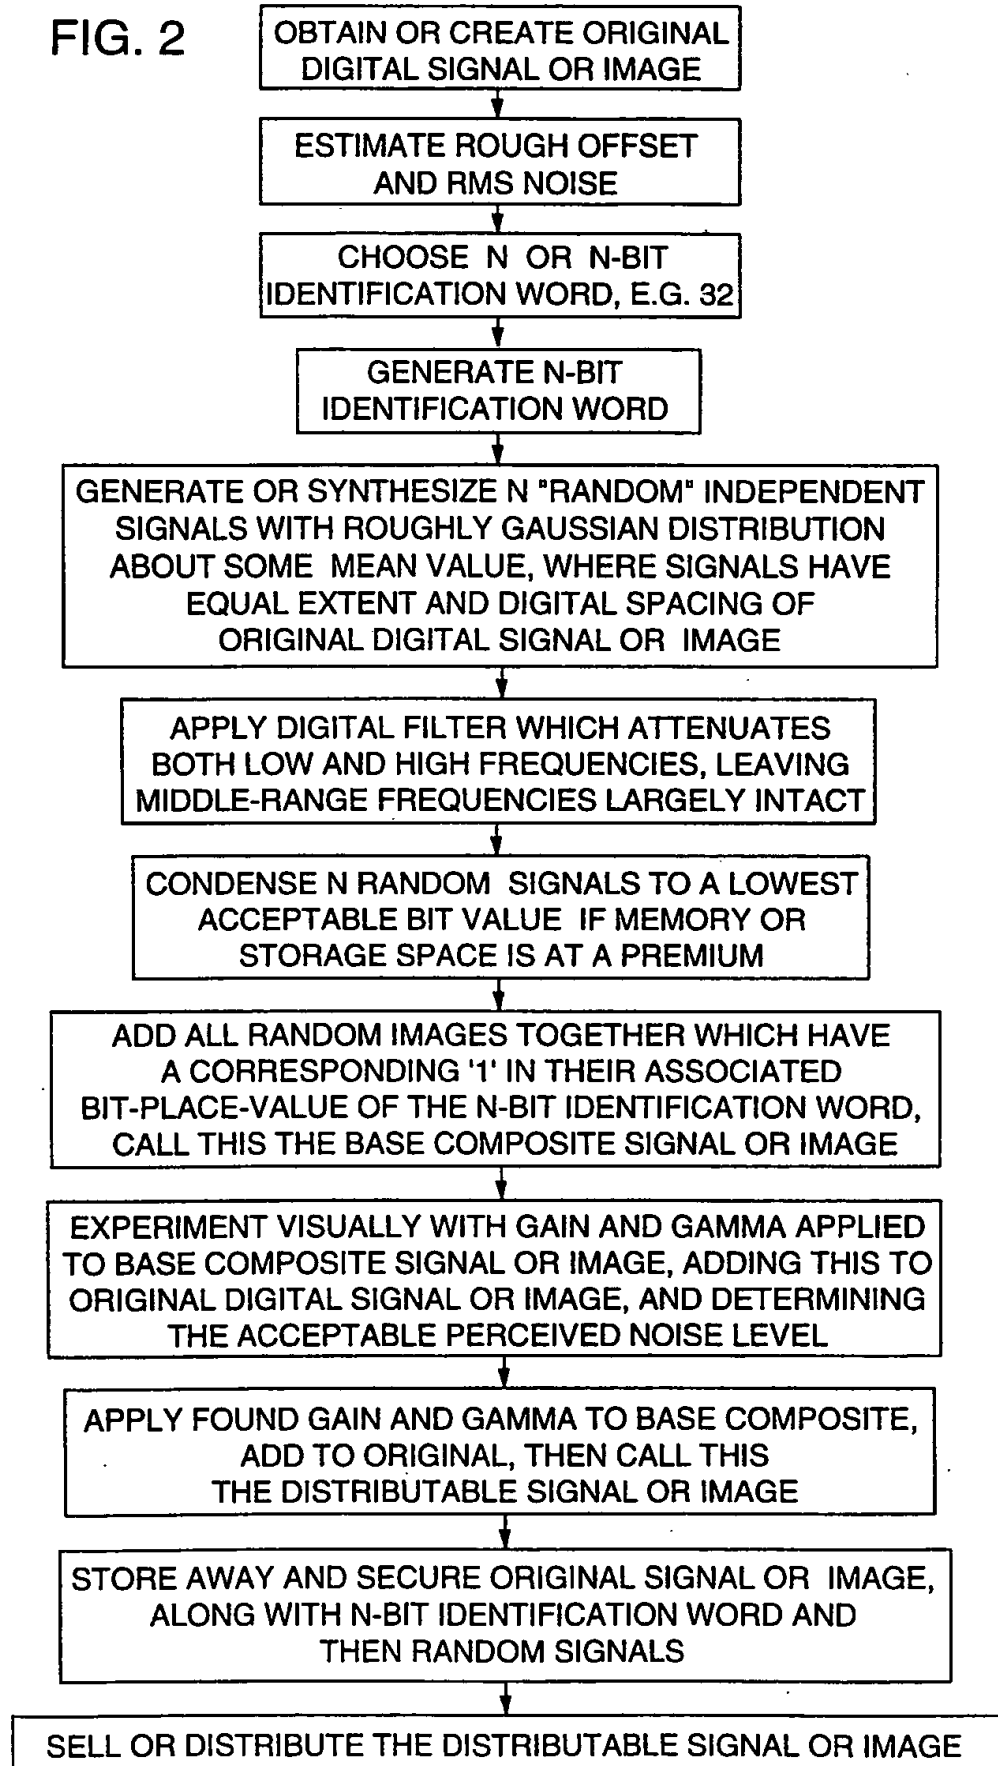 FIG. 2
OBTAIN OR CREATE ORIGINAL
DIGITAL SIGNAL OR IMAGE
ESTIMATE ROUGH OFFSET
AND RMS NOISE
CHOOSE N OR N-BIT
IDENTIFICATION WORD, E.G. 32
GENERATE N-BIT
IDENTIFICATION WORD
GENERATE OR SYNTHESIZE N "RANDOM" INDEPENDENT
SIGNALS WITH ROUGHLY GAUSSIAN DISTRIBUTION
ABOUT SOME MEAN VALUE, WHERE SIGNALS HAVE
EQUAL EXTENT AND DIGITAL SPACING OF
ORIGINAL DIGITAL SIGNAL OR IMAGE
APPLY DIGITAL FILTER WHICH ATTENUATES
BOTH LOW AND HIGH FREQUENCIES, LEAVING
MIDDLE-RANGE FREQUENCIES LARGELY INTACT
CONDENSE N RANDOM SIGNALS TO A LOWEST
ACCEPTABLE BIT VALUE IF MEMORY OR
STORAGE SPACE IS AT A PREMIUM
ADD ALL RANDOM IMAGES TOGETHER WHICH HAVE
A CORRESPONDING '1' IN THEIR ASSOCIATED
BIT-PLACE-VALUE OF THE N-BIT IDENTIFICATION WORD,
CALL THIS THE BASE COMPOSITE SIGNAL OR IMAGE
EXPERIMENT VISUALLY WITH GAIN AND GAMMA APPLIED
TO BASE COMPOSITE SIGNAL OR IMAGE, ADDING THIS TO
ORIGINAL DIGITAL SIGNAL OR IMAGE, AND DETERMINING
THE ACCEPTABLE PERCEIVED NOISE LEVEL
APPLY FOUND GAIN AND GAMMA TO BASE COMPOSITE,
ADD TO ORIGINAL, THEN CALL THIS
THE DISTRIBUTABLE SIGNAL OR IMAGE
STORE AWAY AND SECURE ORIGINAL SIGNAL OR IMAGE,
ALONG WITH N-BIT IDENTIFICATION WORD AND
THEN RANDOM SIGNALS
SELL OR DISTRIBUTE THE DISTRIBUTABLE SIGNAL OR IMAGE